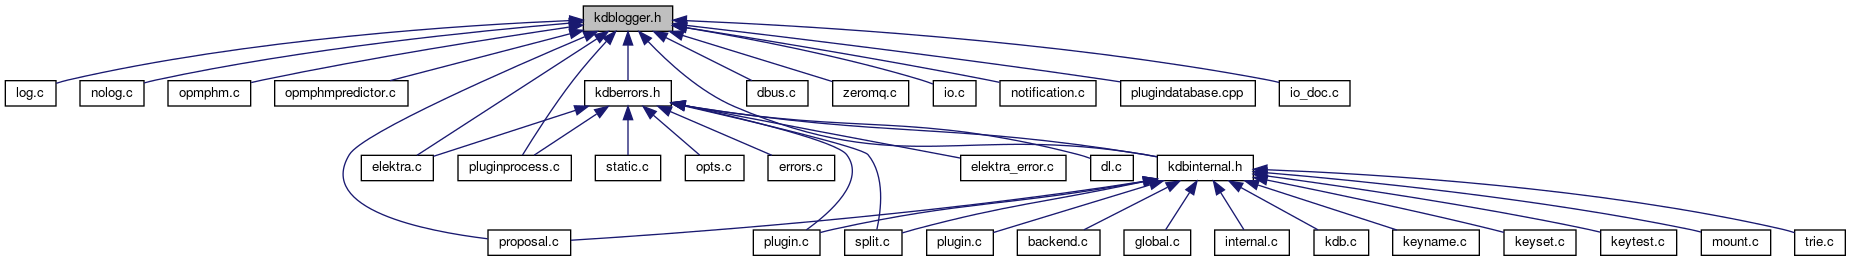 kdblogger.h
log.c
nolog.c
opmphm.c
opmphmpredictor.c
kdberrors.h
dbus.c
zeromq.c
io.c
notification.c
plugindatabase.cpp
io_doc.c
elektra.c
pluginprocess.c
static.c
opts.c
errors.c
elektra_error.c
dl.c
kdbinternal.h
proposal.c
plugin.c
split.c
plugin.c
backend.c
global.c
internal.c
kdb.c
keyname.c
keyset.c
keytest.c
mount.c
trie.c